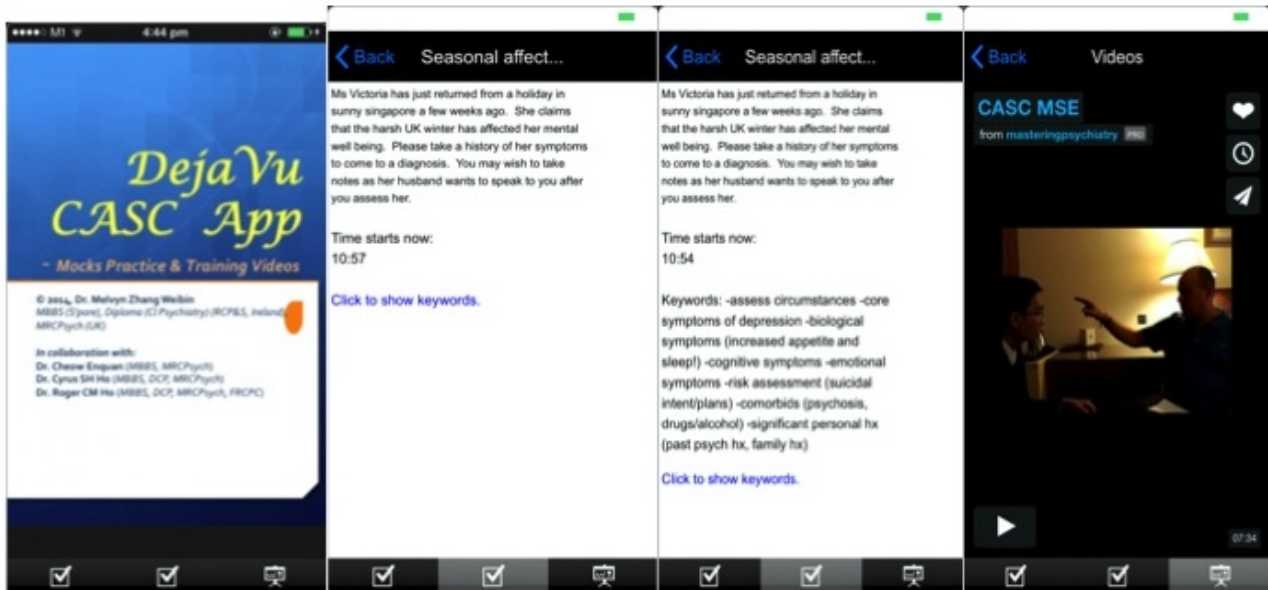 M1 4:44 pm
DejaVu
CASC App
- Mocks Practice & Training Videos
© 2014, Dr. Melvyn Zhang Weibin
MBBS (S'pore), Diploma (CI Psychiatry) (RCP&S, Ireland),
MRCPsych (UK)
In collaboration with:
Dr. Cheow Enquan (MBBS, MRCPsych)
Dr. Cyrus SH Ho (MBBS, DCP, MRCPsych)
Dr. Roger CM Ho (MBBS, DCP, MRCPsych, FRCPC)
Back Seasonal affect...
Ms Victoria has just returned from a holiday in
sunny singapore a few weeks ago. She claims
that the harsh UK winter has affected her mental
well being. Please take a history of her symptoms
to come to a diagnosis. You may wish to take
notes as her husband wants to speak to you after
you assess her.
Time starts now:
10:57
Click to show keywords.
Back Seasonal affect...
Ms Victoria has just returned from a holiday in
sunny singapore a few weeks ago. She claims
that the harsh UK winter has affected her mental
well being. Please take a history of her symptoms
to come to a diagnosis. You may wish to take
notes as her husband wants to speak to you after
you assess her.
Time starts now:
10:54
Keywords: -assess circumstances -core
symptoms of depression -biological
symptoms (increased appetite and
sleep!) -cognitive symptoms -emotional
symptoms -risk assessment (suicidal
intent/plans) -comorbids (psychosis,
drugs/alcohol) -significant personal hx
(past psych hx, family hx)
Click to show keywords.
Back Videos
CASC MSE
from masteringpsychiatry PRO
07:34